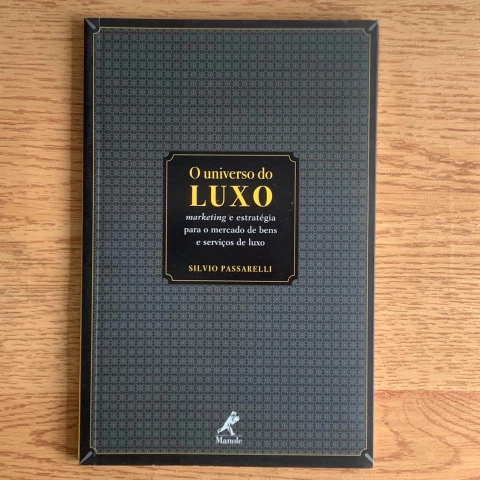 O universo do
LUXO
marketing e estratégia
para o mercado de bens
e serviços de luxo
SILVIO PASSARELLI
Manole